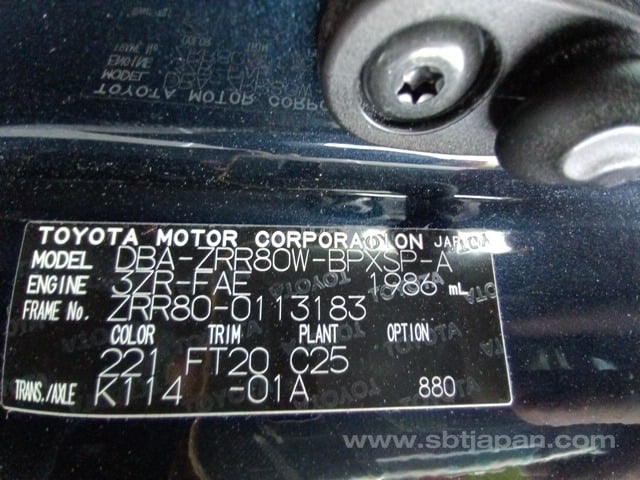 TOYOTA MOTOR CORPORATION JAPAN
MODEL DBA-ZRR80W-BPXSP-A
ENGINE 3ZR-FAE 1986 mL
FRAME No. ZRR80-0113183
COLOR TRIM PLANT OPTION
221 FT20 C25
TRANS./AXLE K114 -01A 880
www.sbtjapan.com